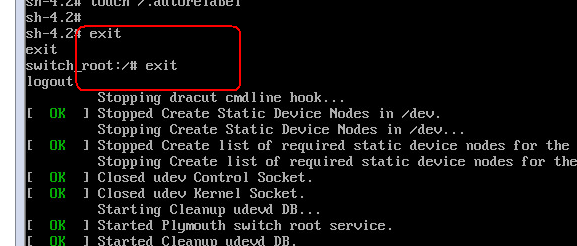 sh-4.2# touch /.autorelabel
sh-4.2#
sh-4.2# exit
exit
switch_root:/# exit
logout
Stopping dracut cmdline hook...
[  OK  ] Stopped Create Static Device Nodes in /dev.
Stopping Create Static Device Nodes in /dev...
[  OK  ] Stopped Create list of required static device nodes for the
Stopping Create list of required static device nodes for the
[  OK  ] Closed udev Control Socket.
[  OK  ] Closed udev Kernel Socket.
Starting Cleanup udevd DB...
[  OK  ] Started Plymouth switch root service.
[  OK  ] Started Cleanup udevd DB.